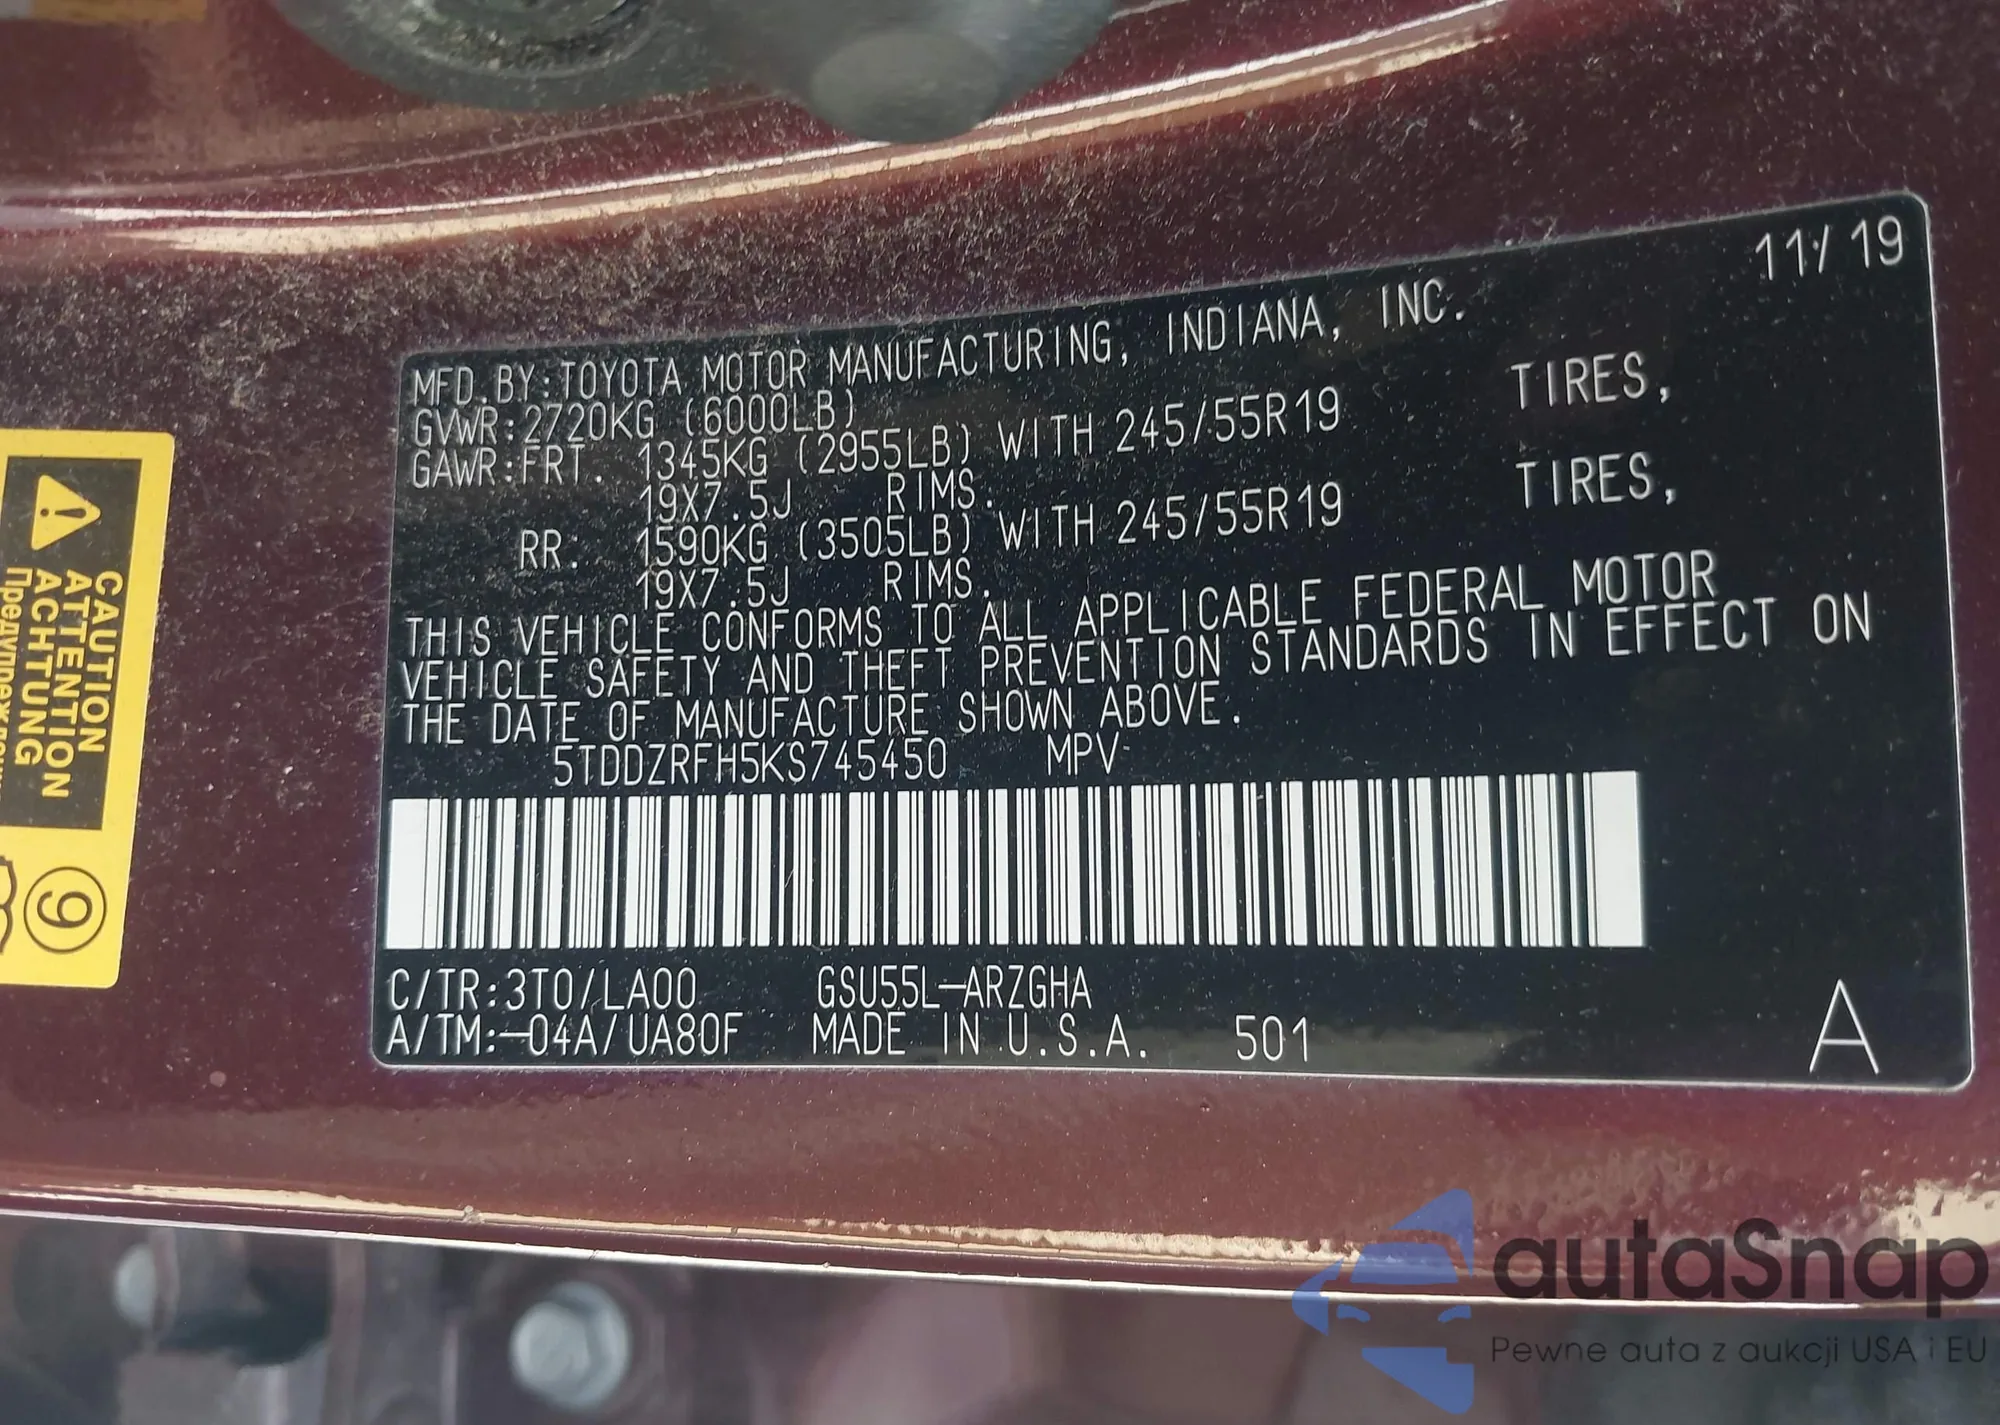 11/19
MFD.BY:TOYOTA MOTOR MANUFACTURING, INDIANA, INC.
GVWR:2720KG (6000LB)
GAWR:FRT. 1345KG (2955LB) WITH 245/55R19 TIRES,
19X7.5J RIMS.
RR: 1590KG (3505LB) WITH 245/55R19 TIRES,
19X7.5J RIMS.
THIS VEHICLE CONFORMS TO ALL APPLICABLE FEDERAL MOTOR
VEHICLE SAFETY AND THEFT PREVENTION STANDARDS IN EFFECT ON
THE DATE OF MANUFACTURE SHOWN ABOVE.
5TDDZRFH5KS745450 MPV
C/TR:3T0/LA00 GSU55L-ARZGHA
A/TM:-04A/UA80F MADE IN U.S.A. 501 A
CAUTION
ATTENTION
ACHTUNG
9
autaSnap
Pewne auta z aukcji USA i EU